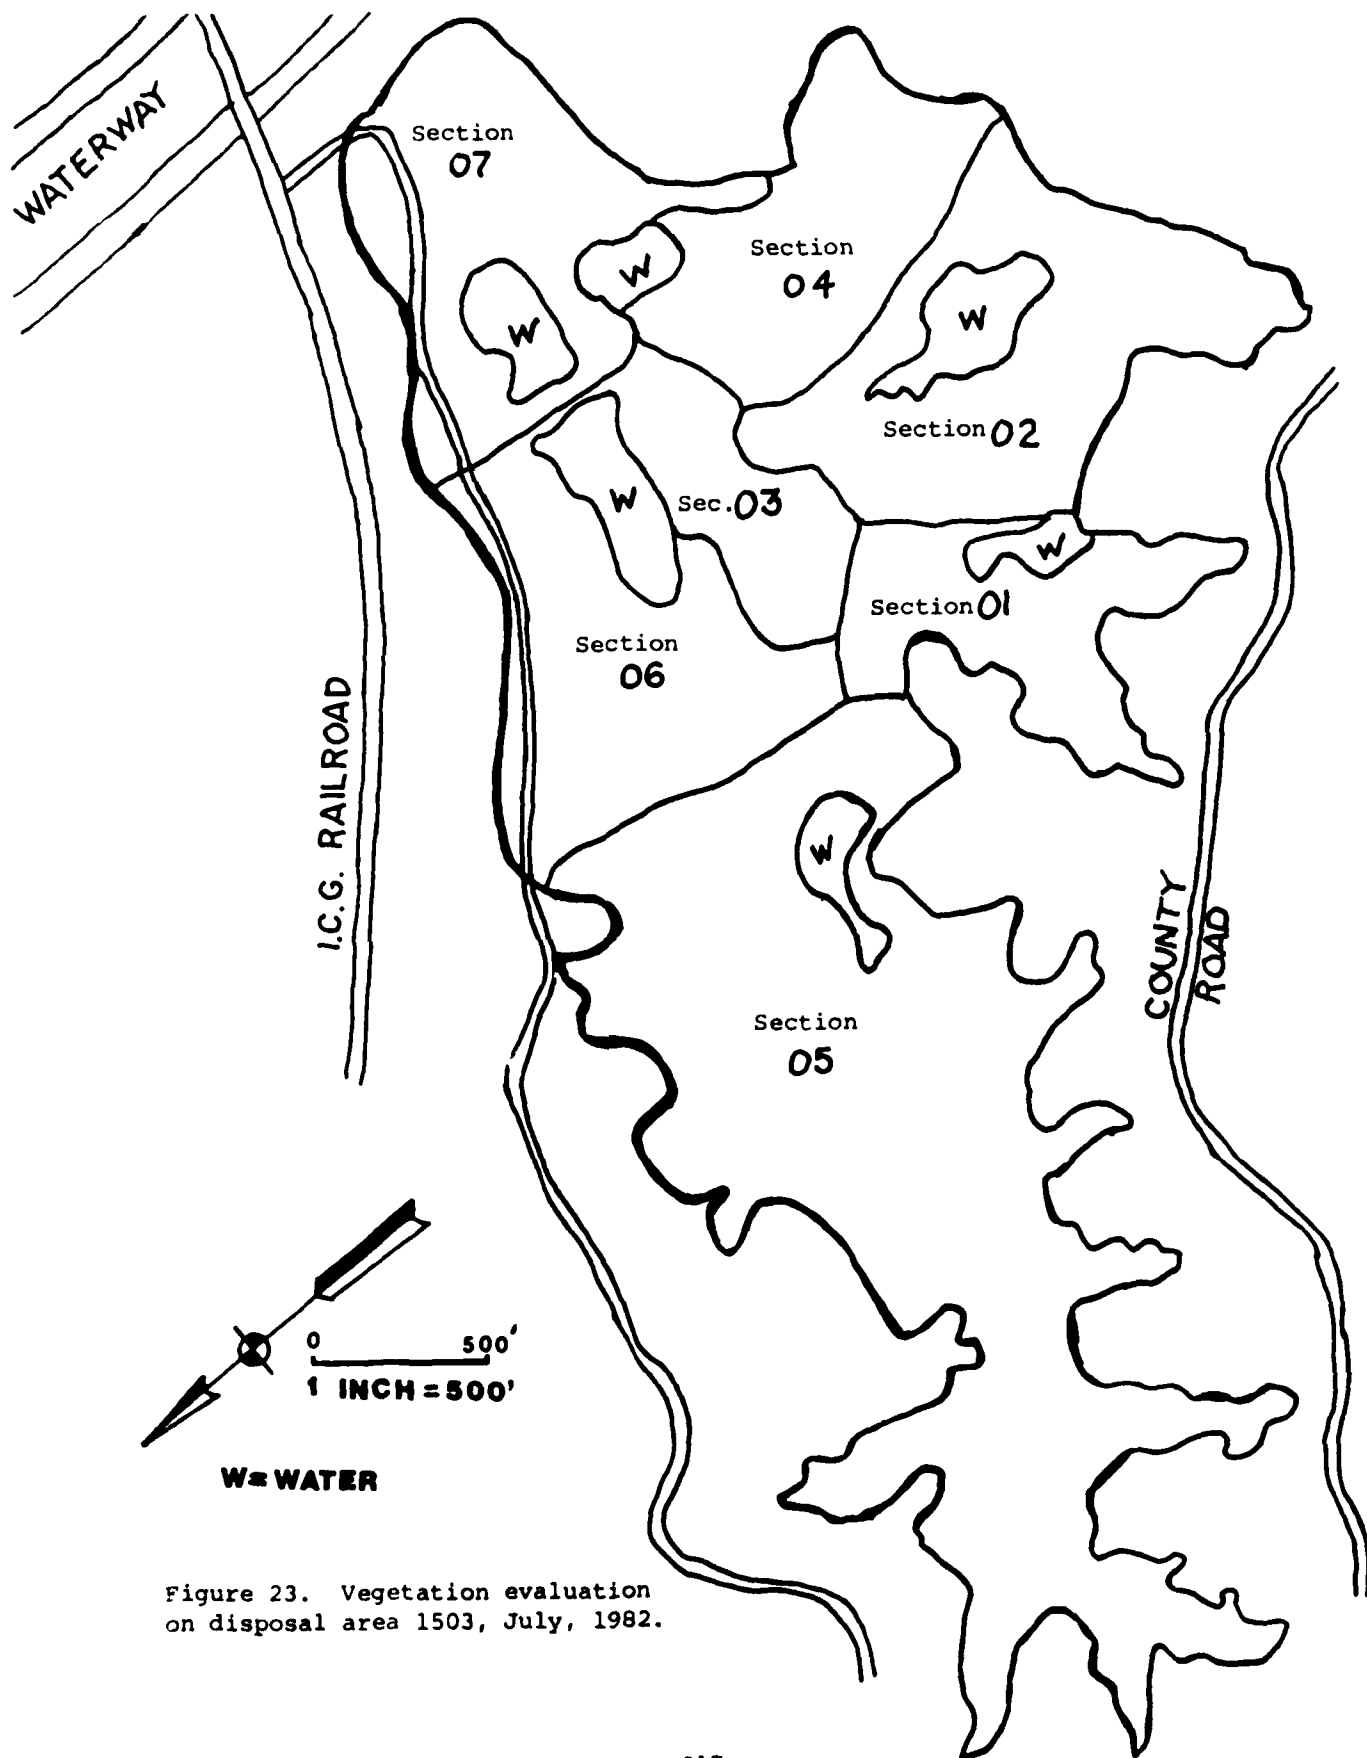 WATERWAY
Section
07
Section
04
W
W
W
Section 02
W
Sec. 03
W
Section 01
Section
06
I.C.G. RAILROAD
W
COUNTY
ROAD
Section
05
0 500'
1 INCH = 500'
W = WATER
Figure 23. Vegetation evaluation
on disposal area 1503, July, 1982.